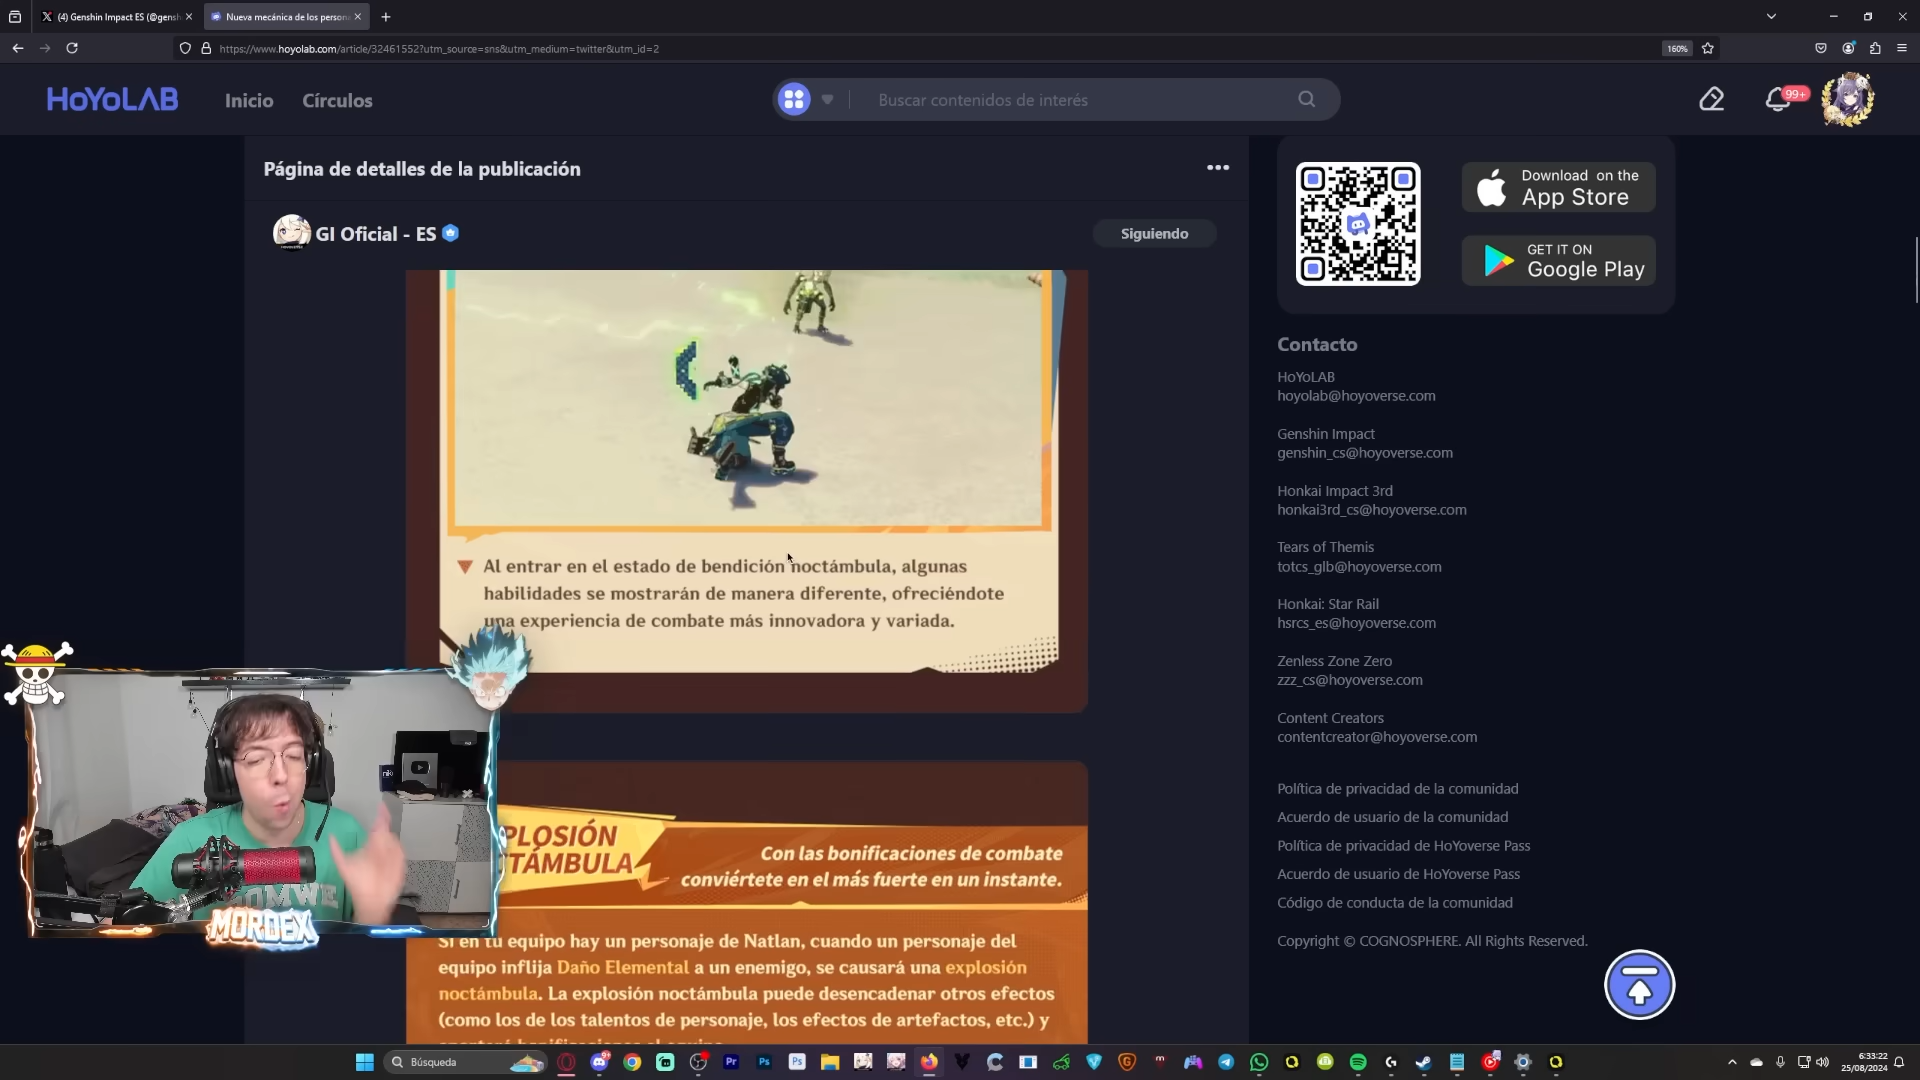 (4) Genshin Impact ES (@gensh
Nueva mecánica de los person
https://www.hoyolab.com/article/32461552?utm_source=sns&utm_medium=twitter&utm_id=2
160%
HoYoLAB
Inicio
Círculos
Buscar contenidos de interés
99+
Página de detalles de la publicación
GI Oficial - ES
Siguiendo
Al entrar en el estado de bendición noctámbula, algunas
habilidades se mostrarán de manera diferente, ofreciéndote
una experiencia de combate más innovadora y variada.
PLOSIÓN
CTÁMBULA
Con las bonificaciones de combate
conviértete en el más fuerte en un instante.
Si en tu equipo hay un personaje de Natlan, cuando un personaje del
equipo inflija Daño Elemental a un enemigo, se causará una explosión
noctámbula. La explosión noctámbula puede desencadenar otros efectos
(como los de los talentos de personaje, los efectos de artefactos, etc.) y
Download on the
App Store
GET IT ON
Google Play
Contacto
HoYoLAB
hoyolab@hoyoverse.com
Genshin Impact
genshin_cs@hoyoverse.com
Honkai Impact 3rd
honkai3rd_cs@hoyoverse.com
Tears of Themis
totcs_glb@hoyoverse.com
Honkai: Star Rail
hsrcs_es@hoyoverse.com
Zenless Zone Zero
zzz_cs@hoyoverse.com
Content Creators
contentcreator@hoyoverse.com
Política de privacidad de la comunidad
Acuerdo de usuario de la comunidad
Política de privacidad de HoYoverse Pass
Acuerdo de usuario de HoYoverse Pass
Código de conducta de la comunidad
Copyright © COGNOSPHERE. All Rights Reserved.
MORDEX
Búsqueda
6:33:22
25/08/2024